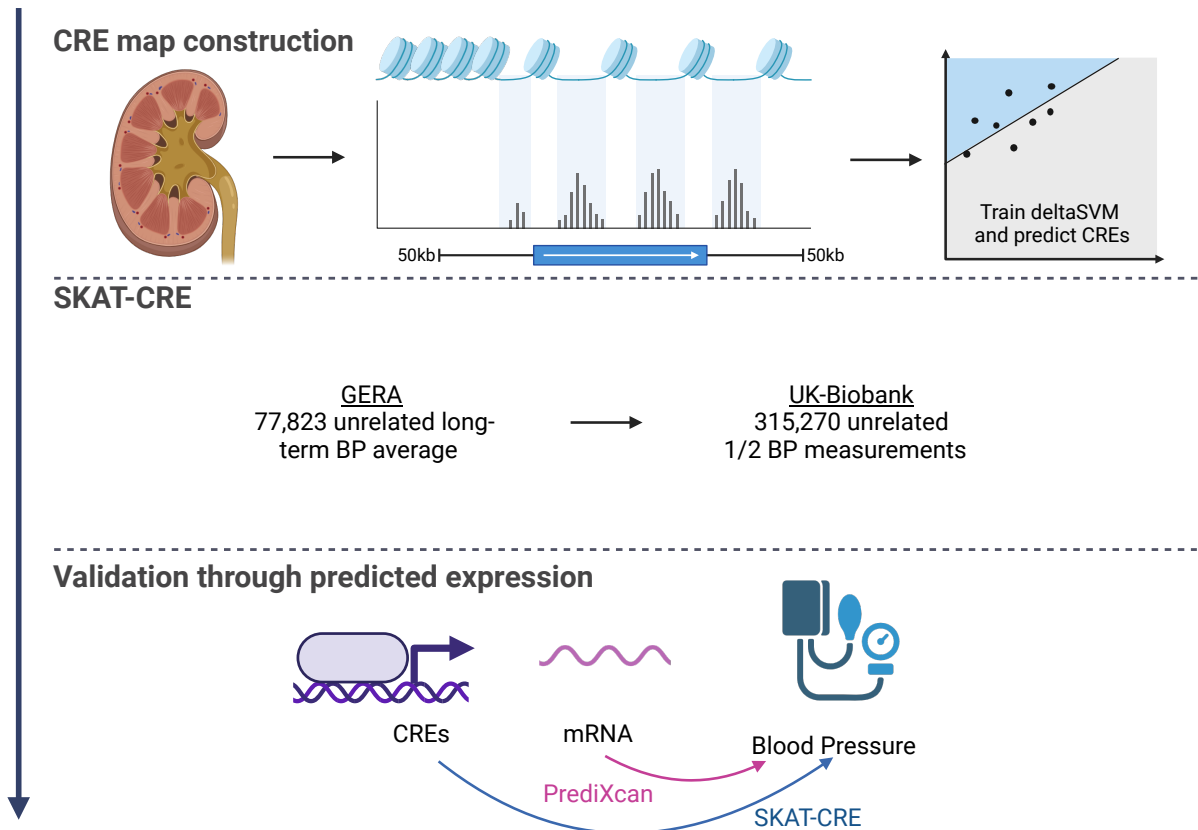 CRE map construction
50kb
50kb
Train deltaSVM
and predict CREs
SKAT-CRE
GERA
77,823 unrelated long-
term BP average
UK-Biobank
315,270 unrelated
1/2 BP measurements
Validation through predicted expression
CREs
mRNA
Blood Pressure
PrediXcan
SKAT-CRE